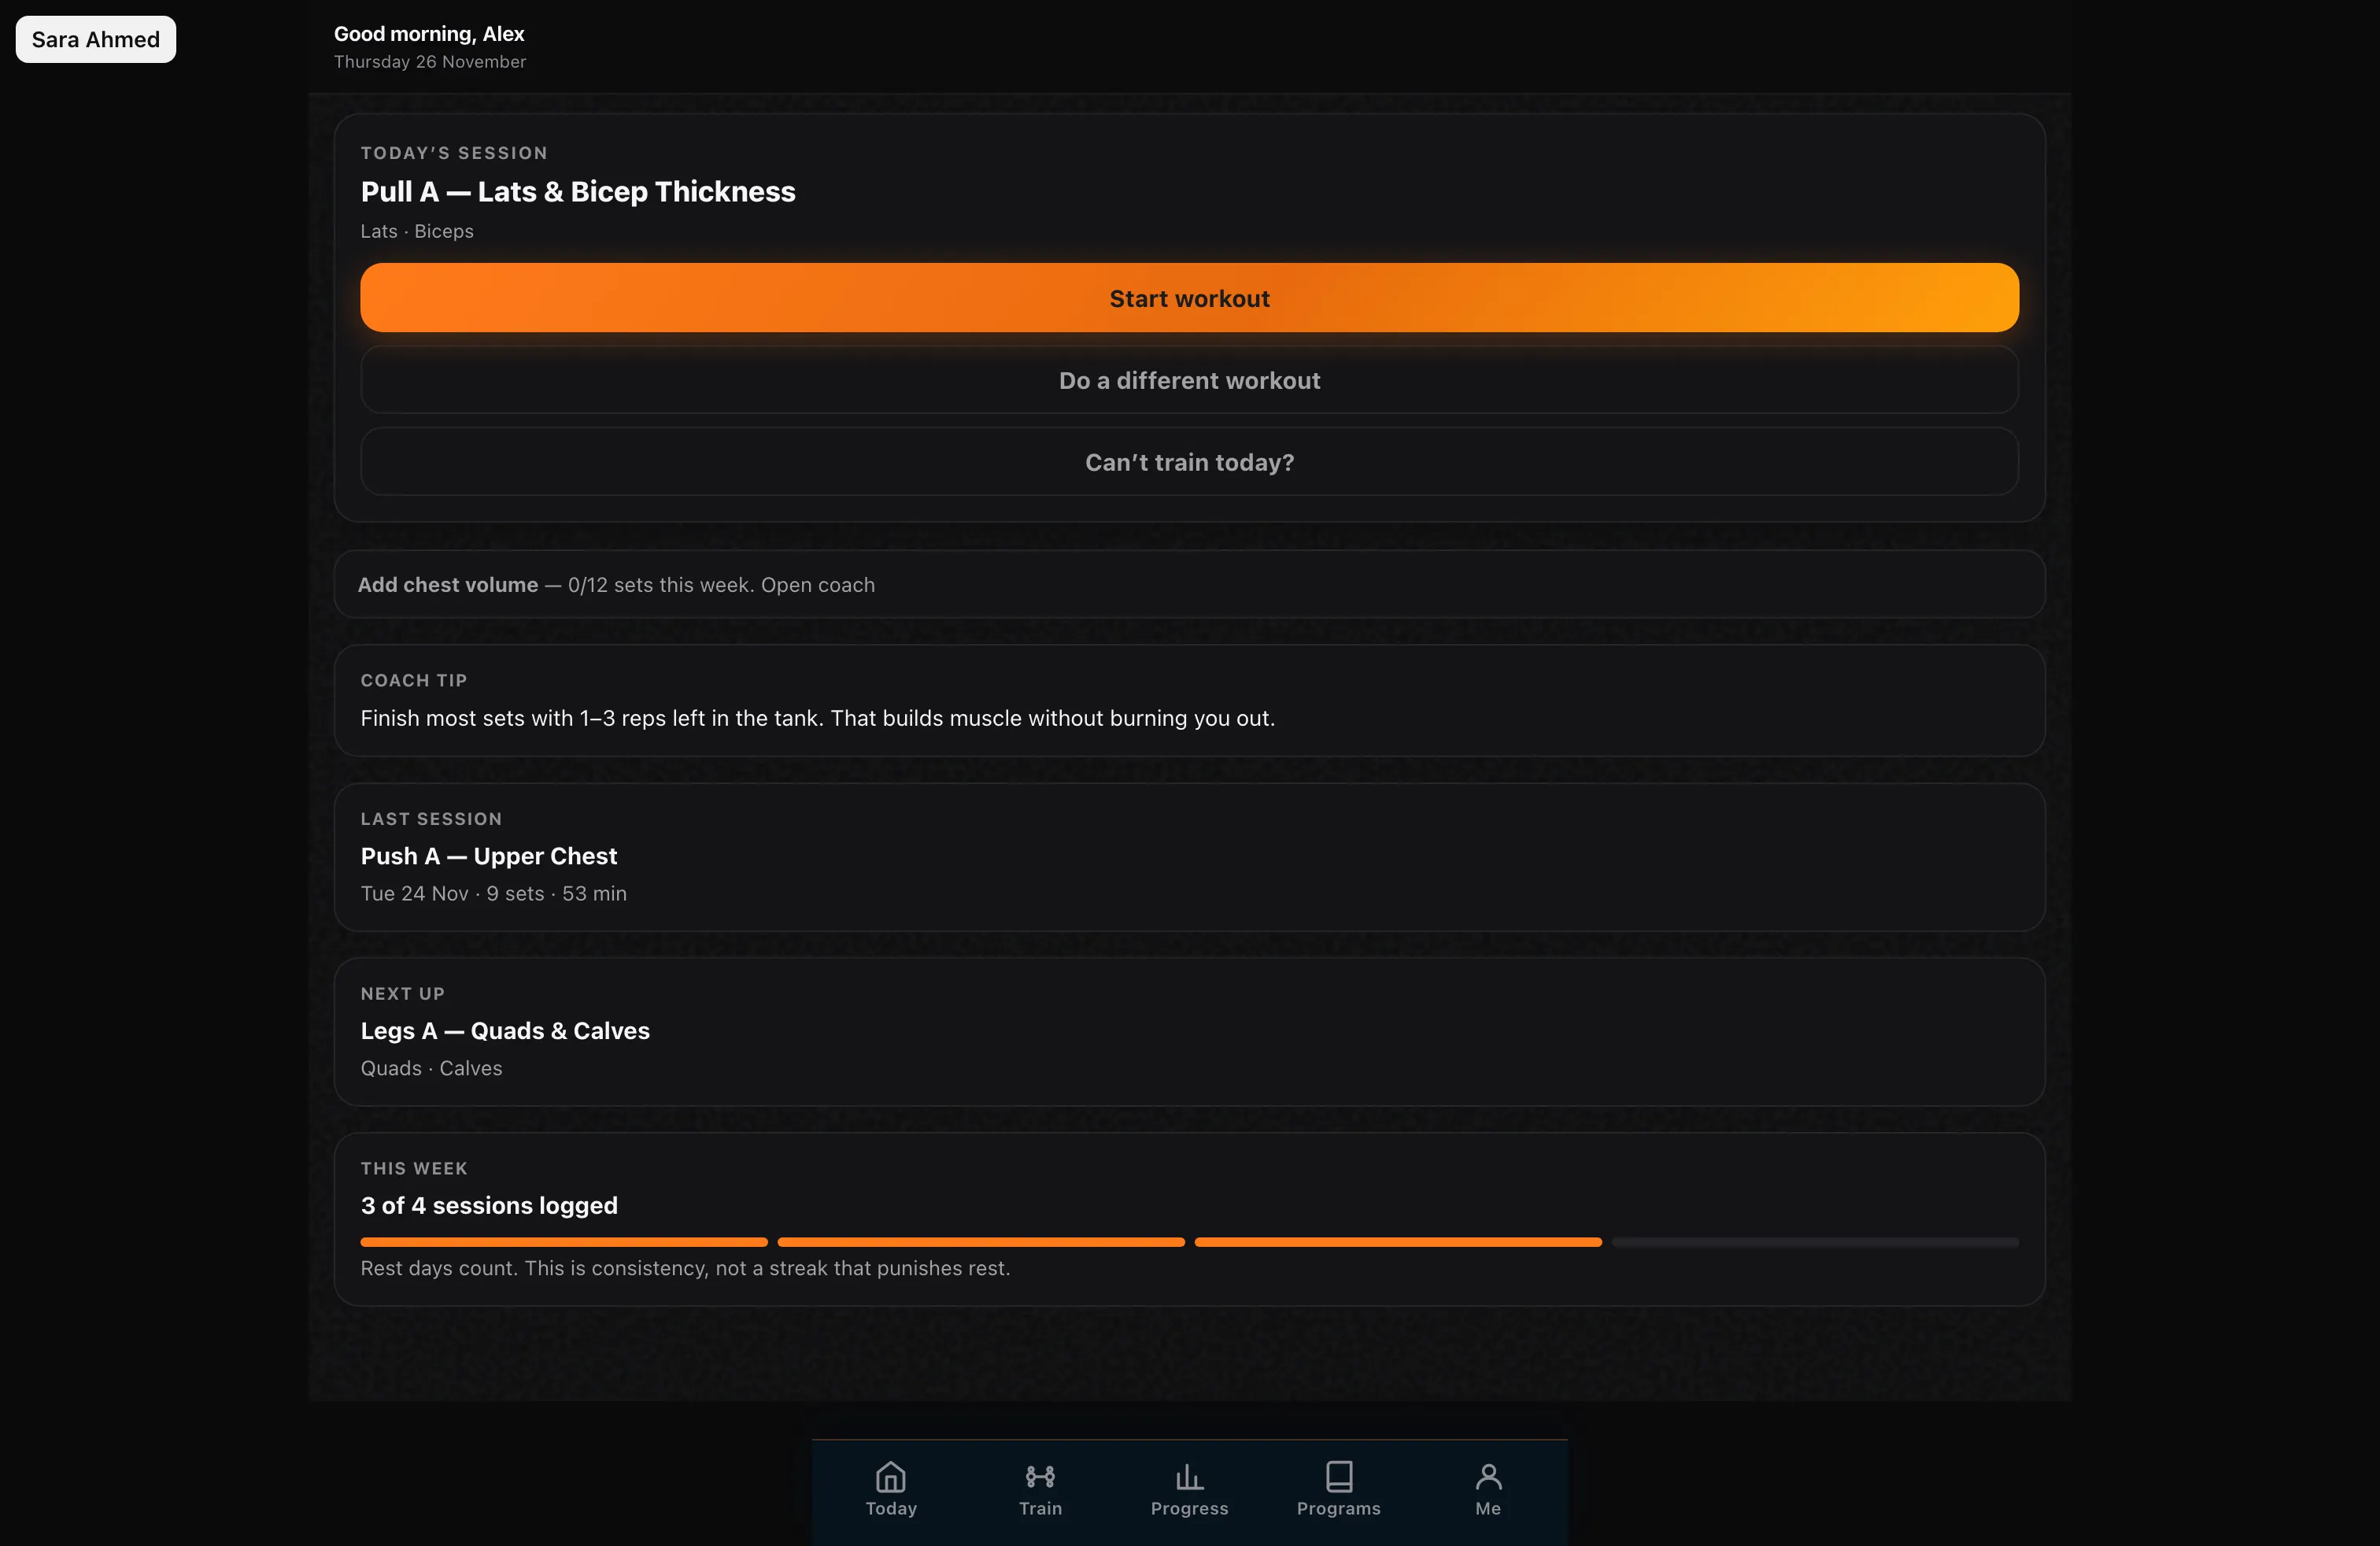 Sara Ahmed
Good morning, Alex
Thursday 26 November
TODAY’S SESSION
Pull A — Lats & Bicep Thickness
Lats · Biceps
Start workout
Do a different workout
Can’t train today?
Add chest volume — 0/12 sets this week. Open coach
COACH TIP
Finish most sets with 1–3 reps left in the tank. That builds muscle without burning you out.
LAST SESSION
Push A — Upper Chest
Tue 24 Nov · 9 sets · 53 min
NEXT UP
Legs A — Quads & Calves
Quads · Calves
THIS WEEK
3 of 4 sessions logged
Rest days count. This is consistency, not a streak that punishes rest.
Today Train Progress Programs Me